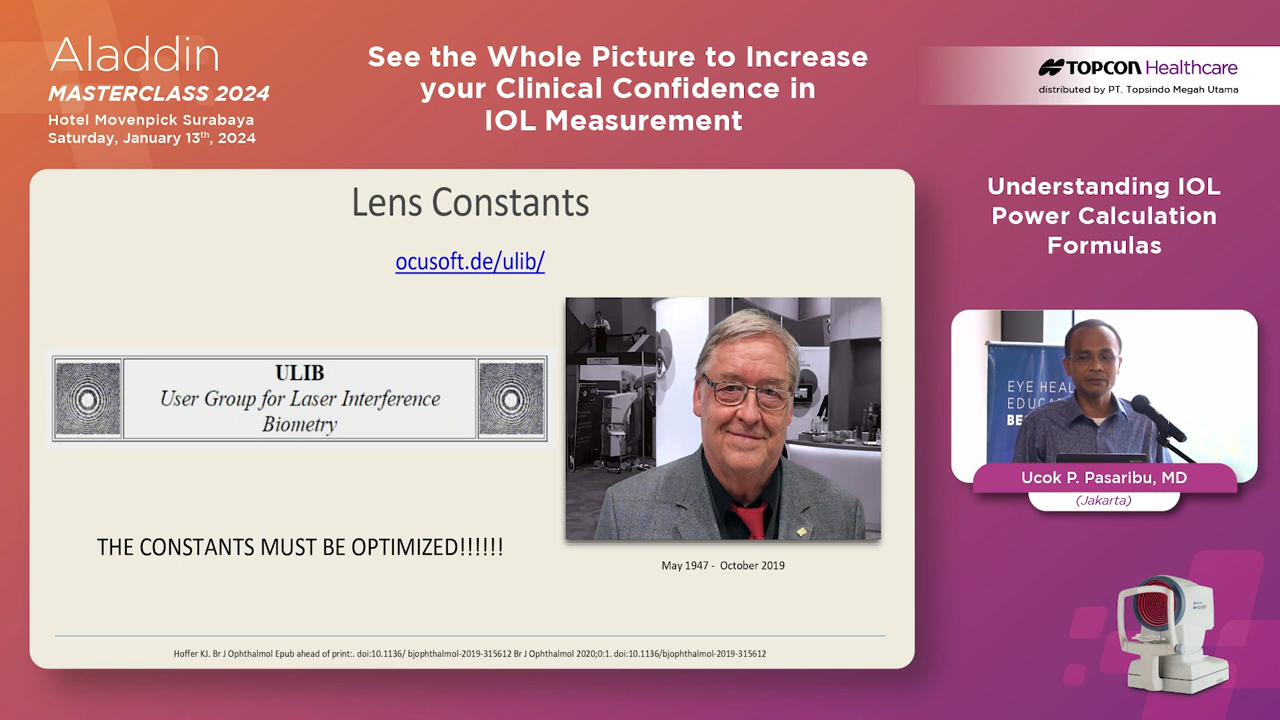 Aladdin
MASTERCLASS 2024
Hotel Movenpick Surabaya
Saturday, January 13th, 2024
See the Whole Picture to Increase
your Clinical Confidence in
IOL Measurement
TOPCON Healthcare
distributed by PT. Topsindo Megah Utama
Lens Constants
ocusoft.de/ulib/
ULIB
User Group for Laser Interference
Biometry
THE CONSTANTS MUST BE OPTIMIZED!!!!!!
May 1947 - October 2019
Hoffer KJ. Br J Ophthalmol Epub ahead of print:. doi:10.1136/ bjophthalmol-2019-315612 Br J Ophthalmol 2020;0:1. doi:10.1136/bjophthalmol-2019-315612
Understanding IOL
Power Calculation
Formulas
EYE HEAL
EDUCA
BE
Ucok P. Pasaribu, MD
(Jakarta)